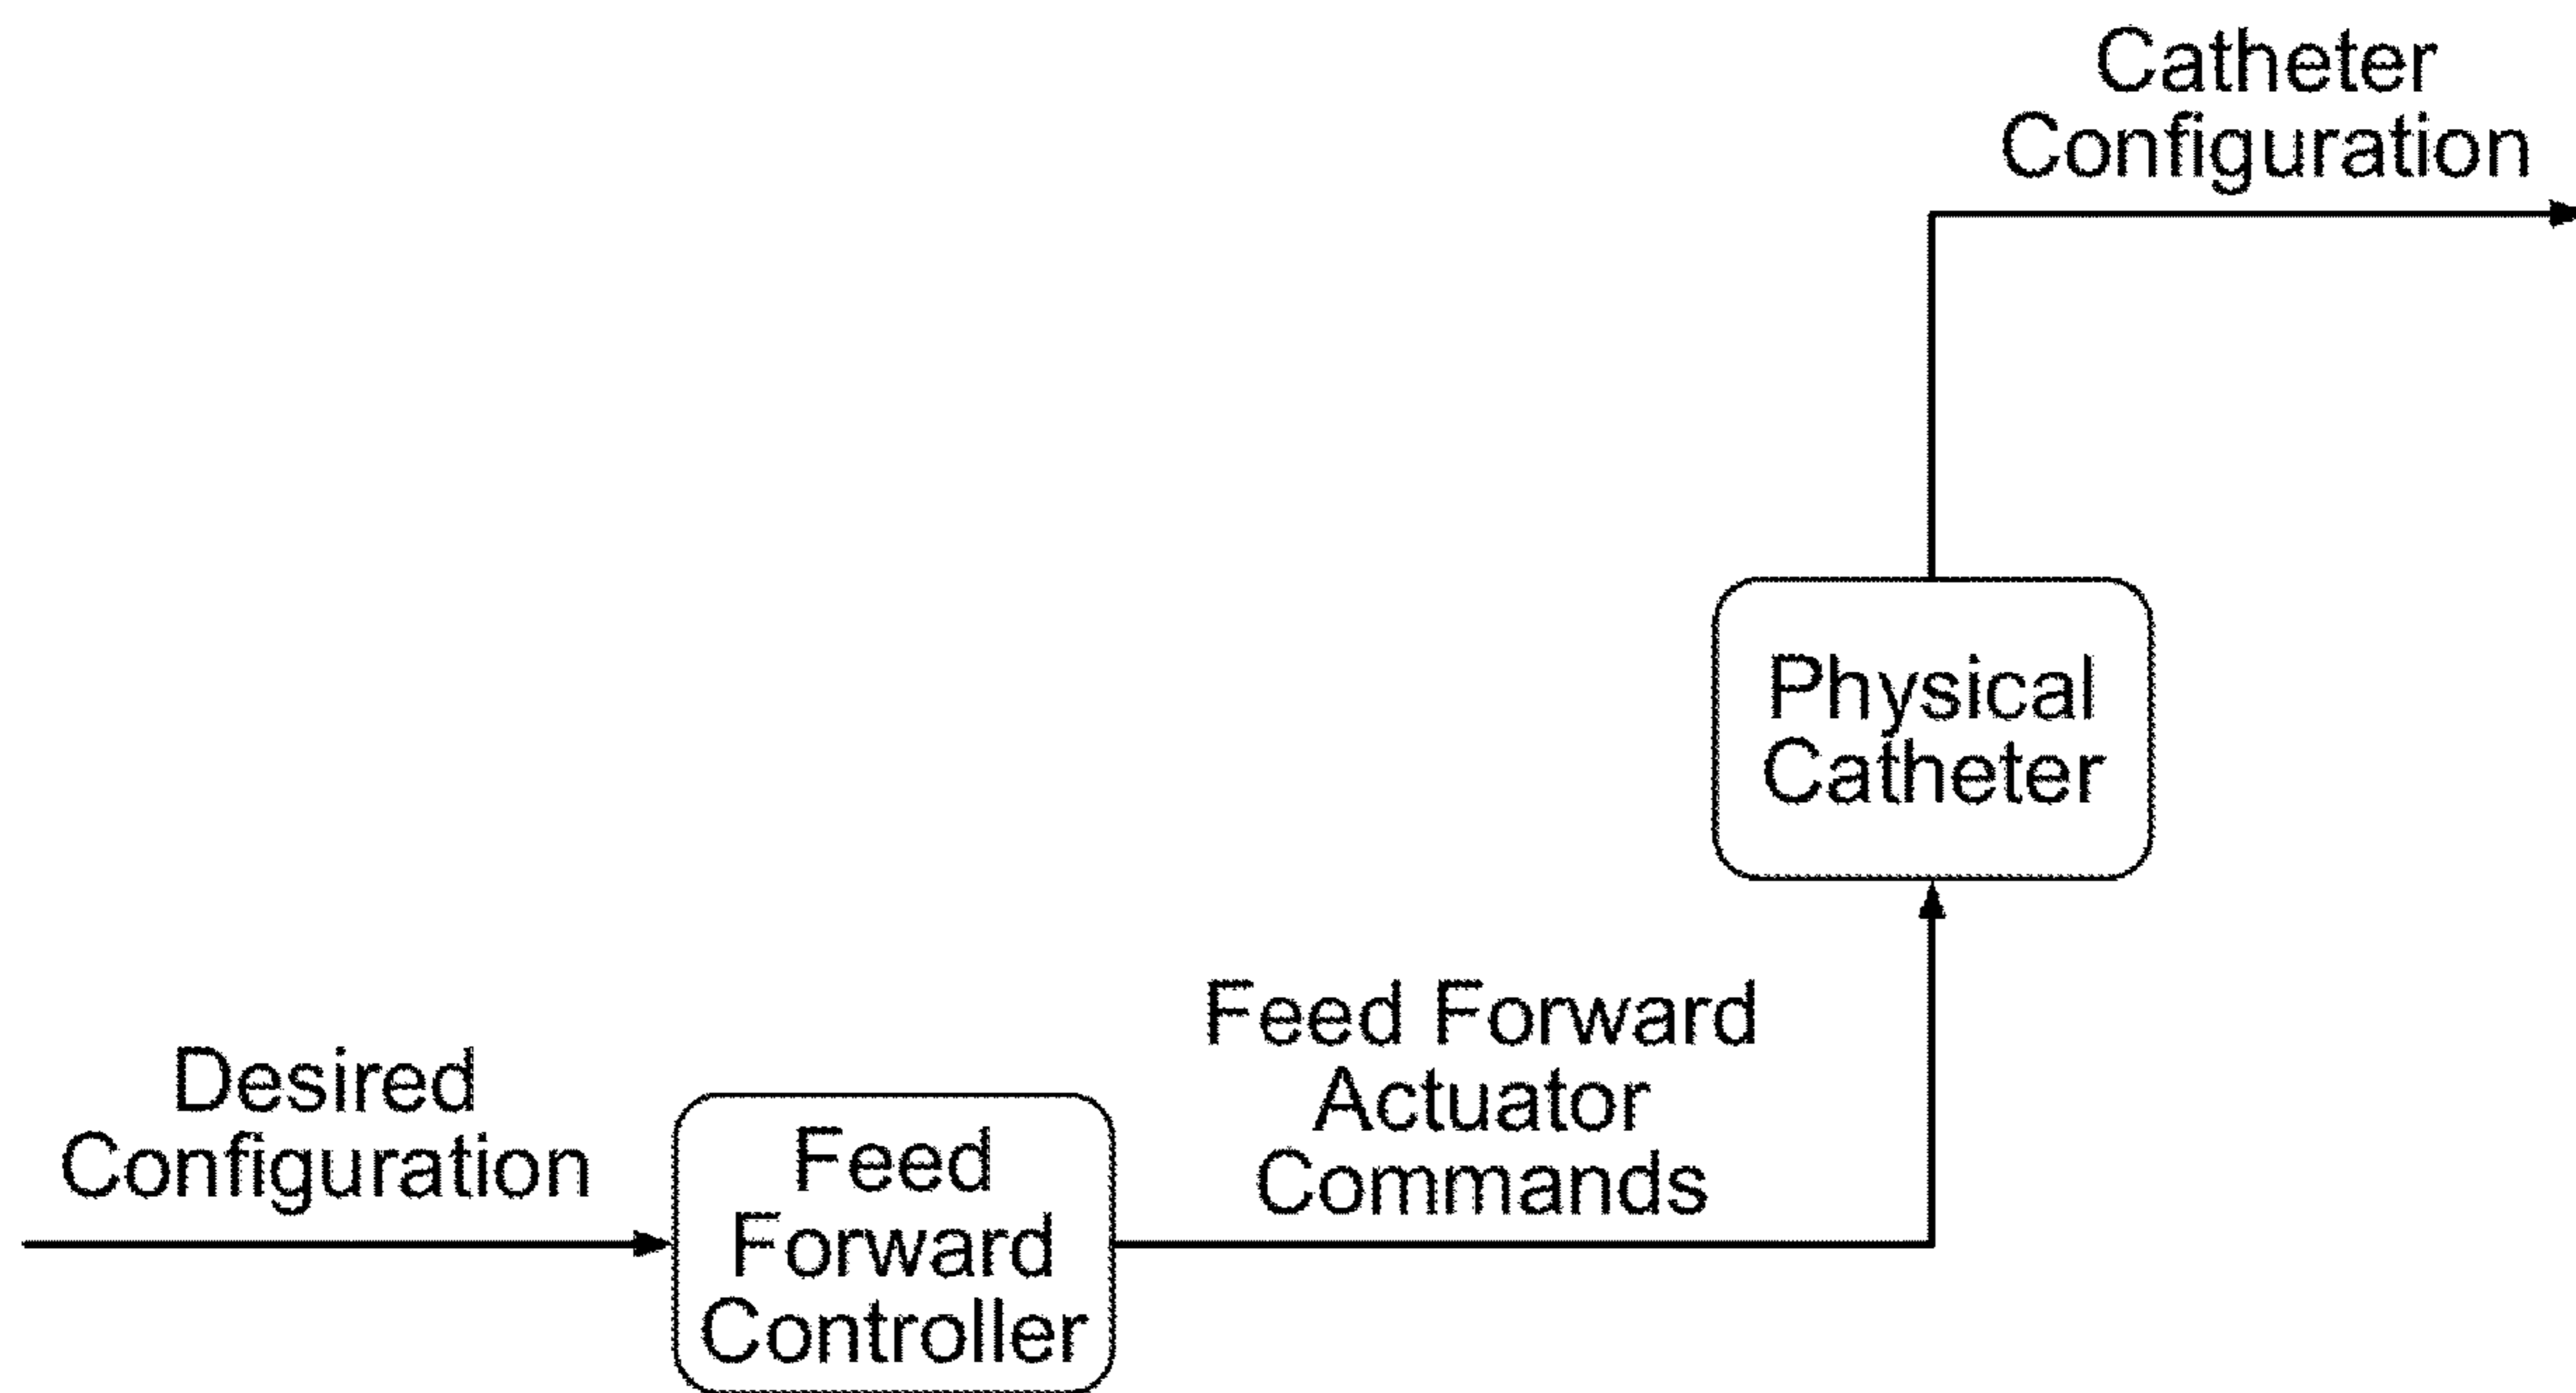 Catheter
Configuration
Physical
Catheter
Feed Forward
Actuator
Commands
Desired
Configuration
Feed
Forward
Controller